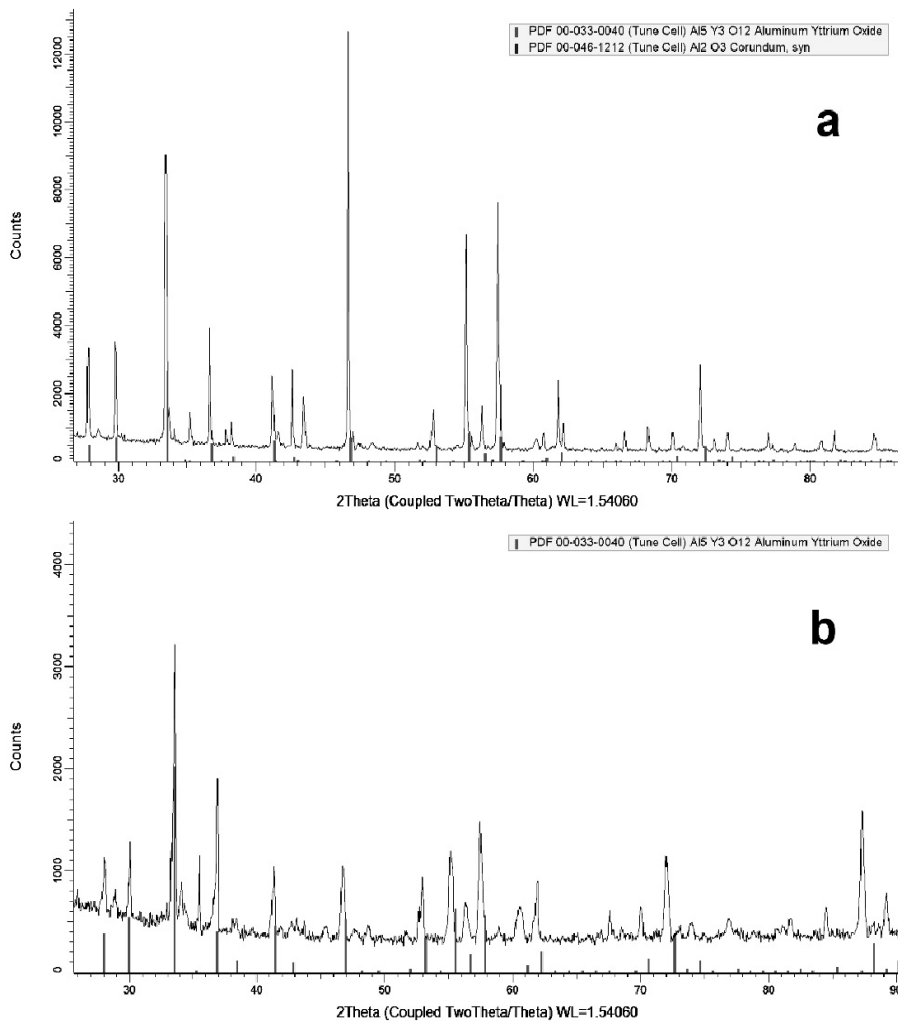 PDF 00-033-0040 (Tune Cell) Al5 Y3 O12 Aluminum Yttrium Oxide
PDF 00-046-1212 (Tune Cell) Al2 O3 Corundum, syn
a
Counts
12000
10000
8000
6000
4000
2000
0
30 40 50 60 70 80
2Theta (Coupled TwoTheta/Theta) WL=1.54060
PDF 00-033-0040 (Tune Cell) Al5 Y3 O12 Aluminum Yttrium Oxide
b
Counts
4000
3000
2000
1000
0
30 40 50 60 70 80 90
2Theta (Coupled TwoTheta/Theta) WL=1.54060